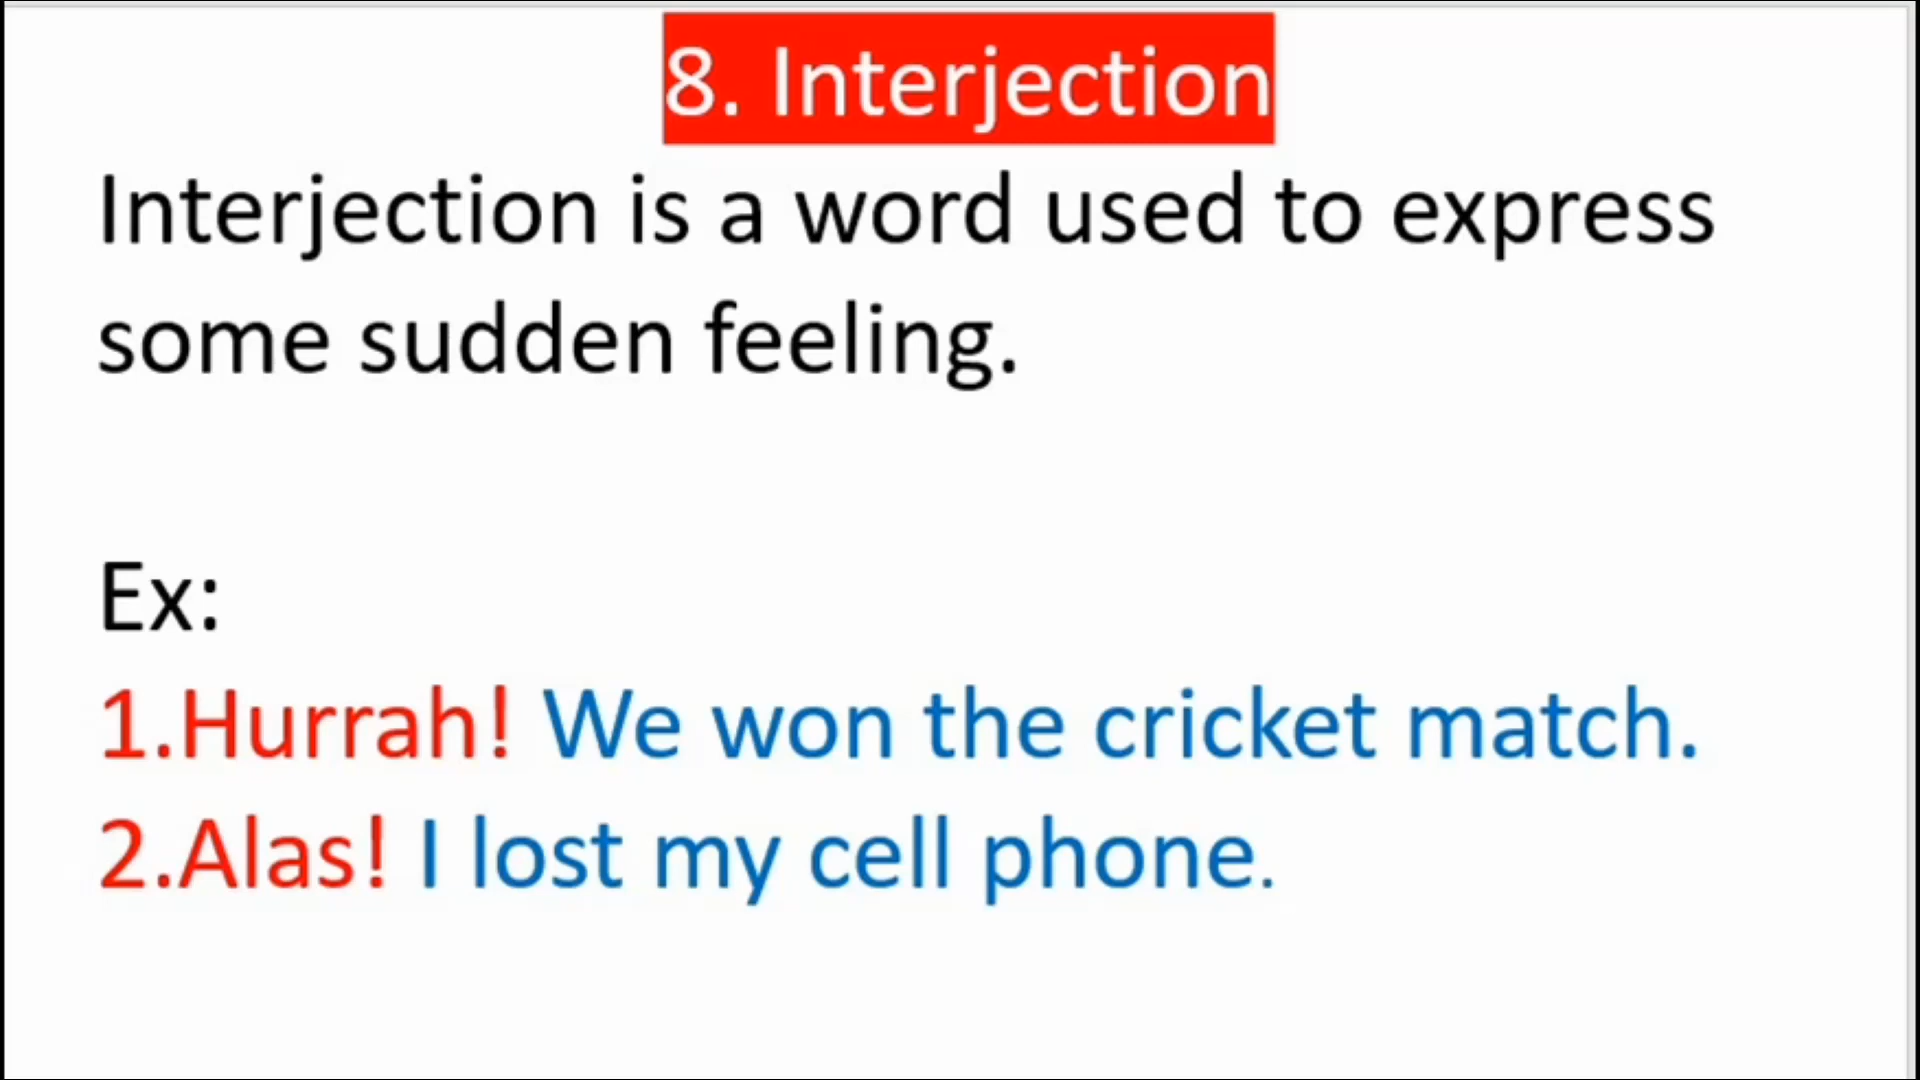 8. Interjection
Interjection is a word used to express
some sudden feeling.
Ex:
1.Hurrah! We won the cricket match.
2.Alas! I lost my cell phone.